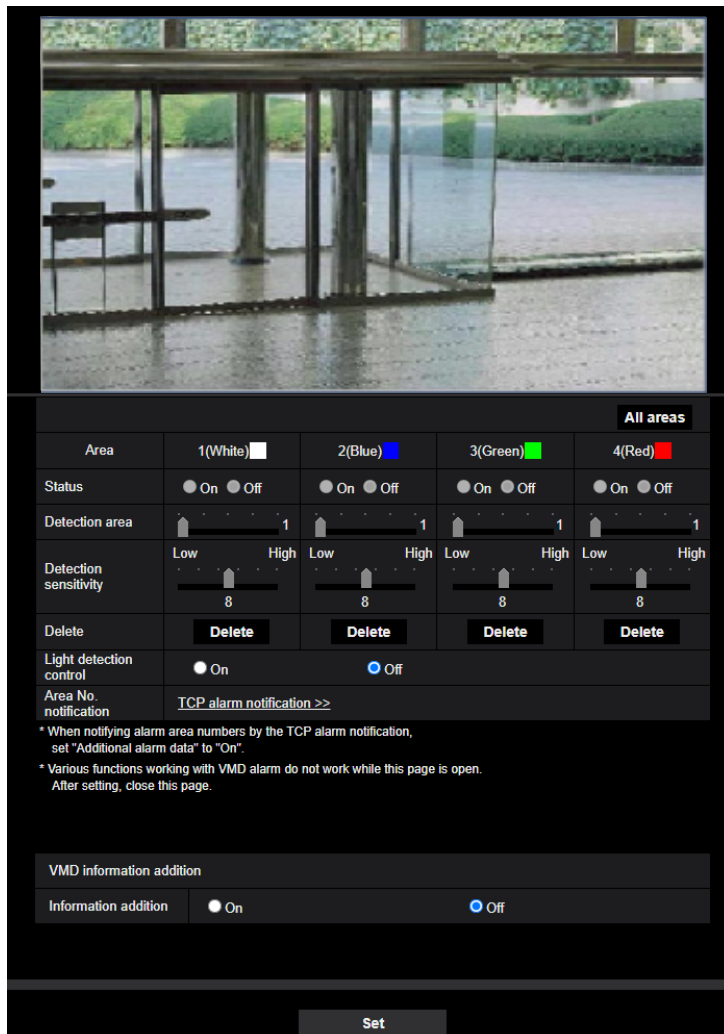 All areas
Area 1(White) 2(Blue) 3(Green) 4(Red)
Status On Off On Off On Off On Off
Detection area 1 1 1 1
Low High Low High Low High Low High
Detection
sensitivity
8 8 8 8
Delete Delete Delete Delete Delete
Light detection
control On Off
Area No.
notification TCP alarm notification >>
* When notifying alarm area numbers by the TCP alarm notification,
set "Additional alarm data" to "On".
* Various functions working with VMD alarm do not work while this page is open.
After setting, close this page.
VMD information addition
Information addition On Off
Set